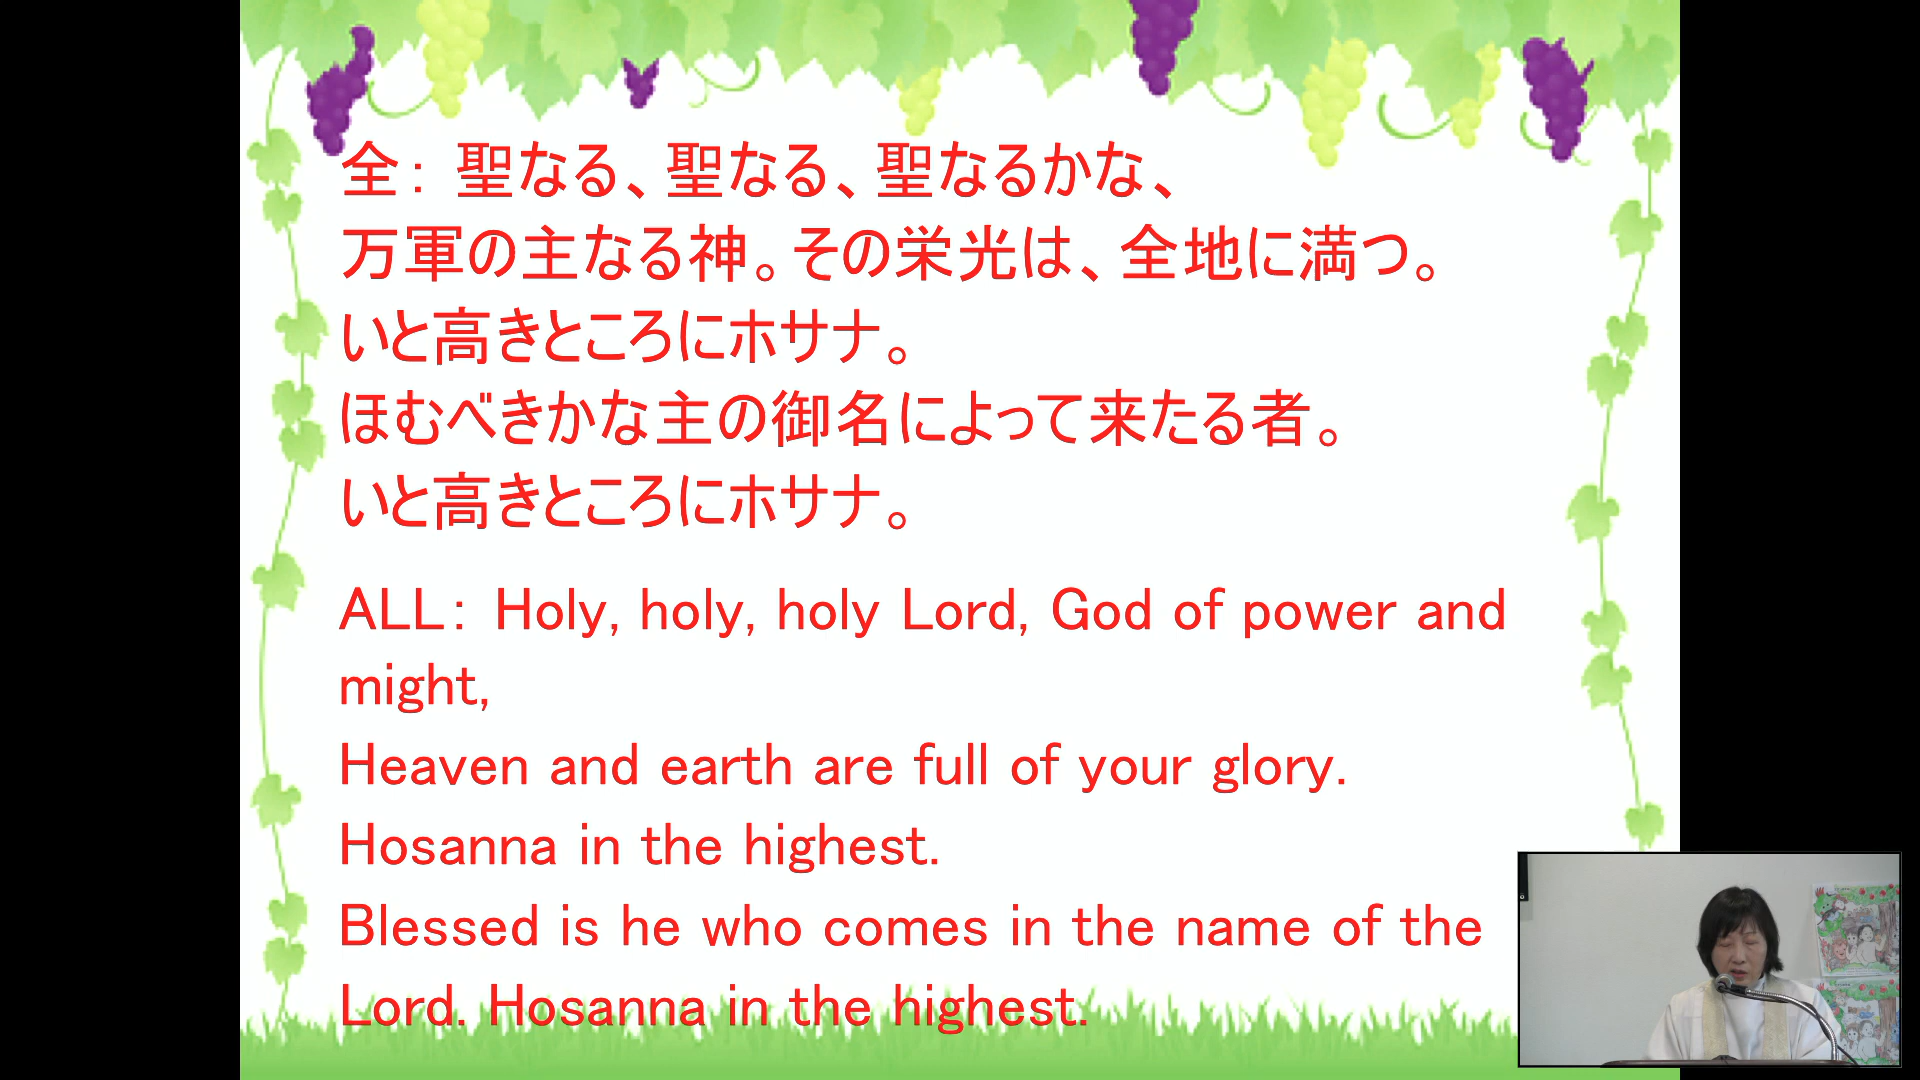 全：聖なる、聖なる、聖なるかな、
万軍の主なる神。その栄光は、全地に満つ。
いと高きところにホサナ。
ほむべきかな主の御名によって来たる者。
いと高きところにホサナ。
ALL： Holy, holy, holy Lord, God of power and
might,
Heaven and earth are full of your glory.
Hosanna in the highest.
Blessed is he who comes in the name of the
Lord. Hosanna in the highest.